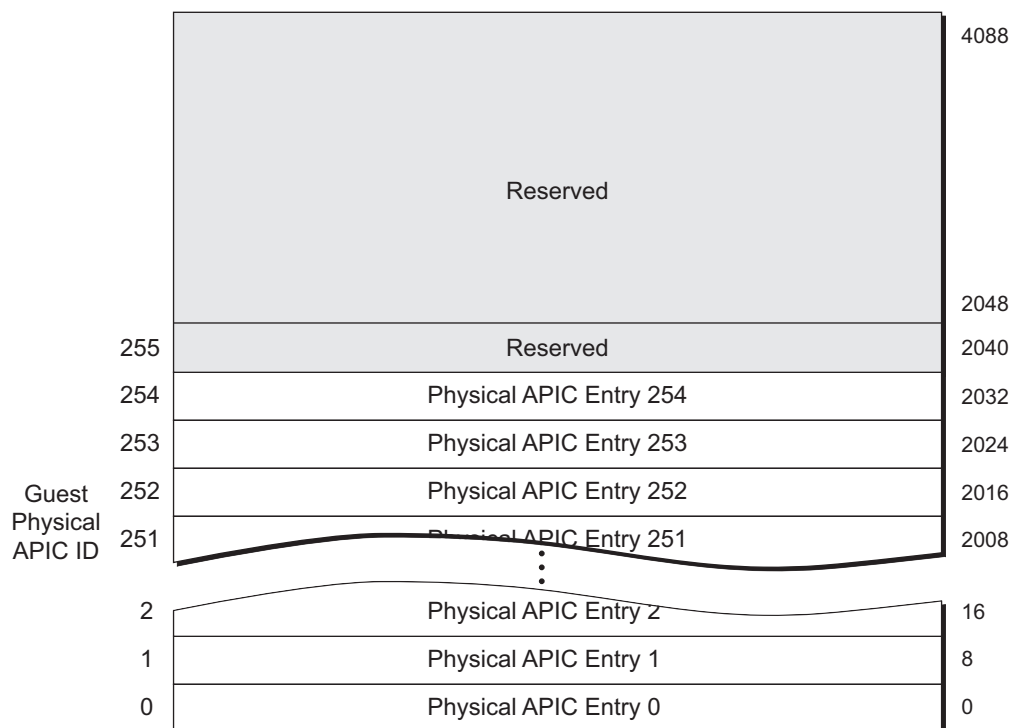 4088
Reserved
2048
255 Reserved 2040
254 Physical APIC Entry 254 2032
253 Physical APIC Entry 253 2024
252 Physical APIC Entry 252 2016
Guest
Physical
APIC ID
251 Physical APIC Entry 251 2008
2 Physical APIC Entry 2 16
1 Physical APIC Entry 1 8
0 Physical APIC Entry 0 0